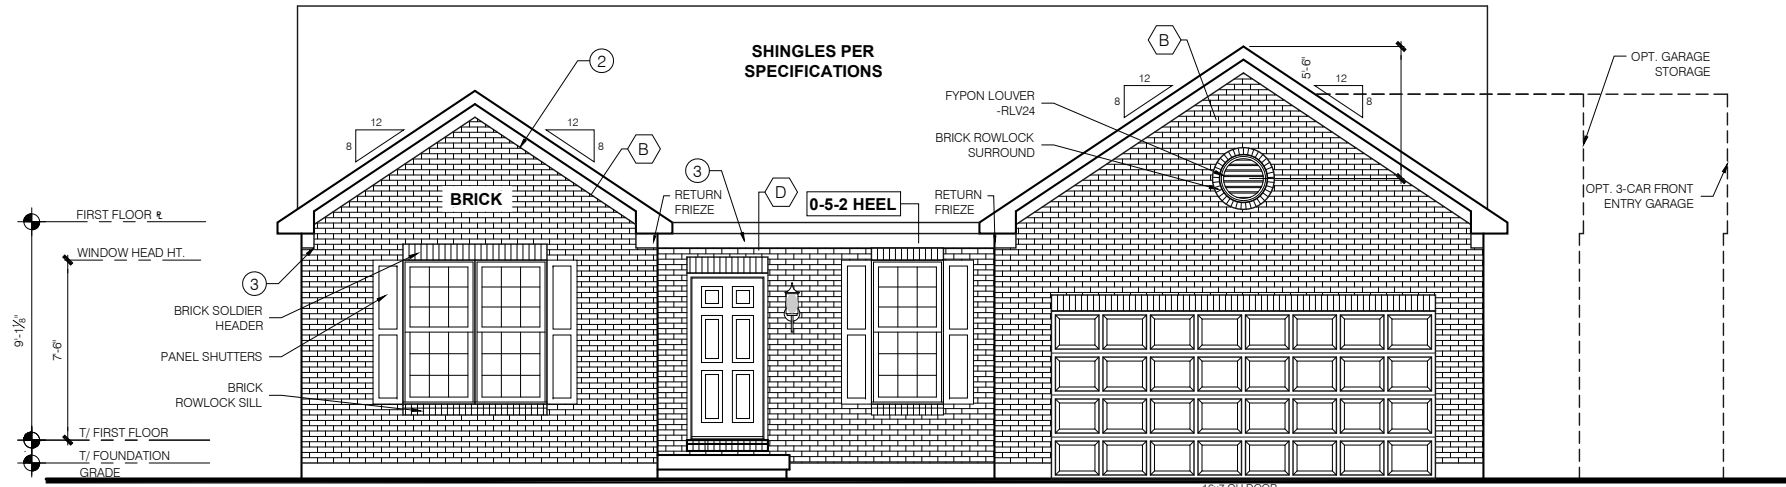 SHINGLES PER
SPECIFICATIONS
2
B
12
8
12
8
B
BRICK
3
D
0-5-2 HEEL
RETURN
FRIEZE
RETURN
FRIEZE
FYPON LOUVER
-RLV24
BRICK ROWLOCK
SURROUND
B
12
8
12
8
5'-6"
OPT. GARAGE
STORAGE
OPT. 3-CAR FRONT
ENTRY GARAGE
FIRST FLOOR ℄
WINDOW HEAD HT.
3
BRICK SOLDIER
HEADER
PANEL SHUTTERS
BRICK
ROWLOCK SILL
9'-1⅛"
7'-6"
T/ FIRST FLOOR
T/ FOUNDATION
GRADE